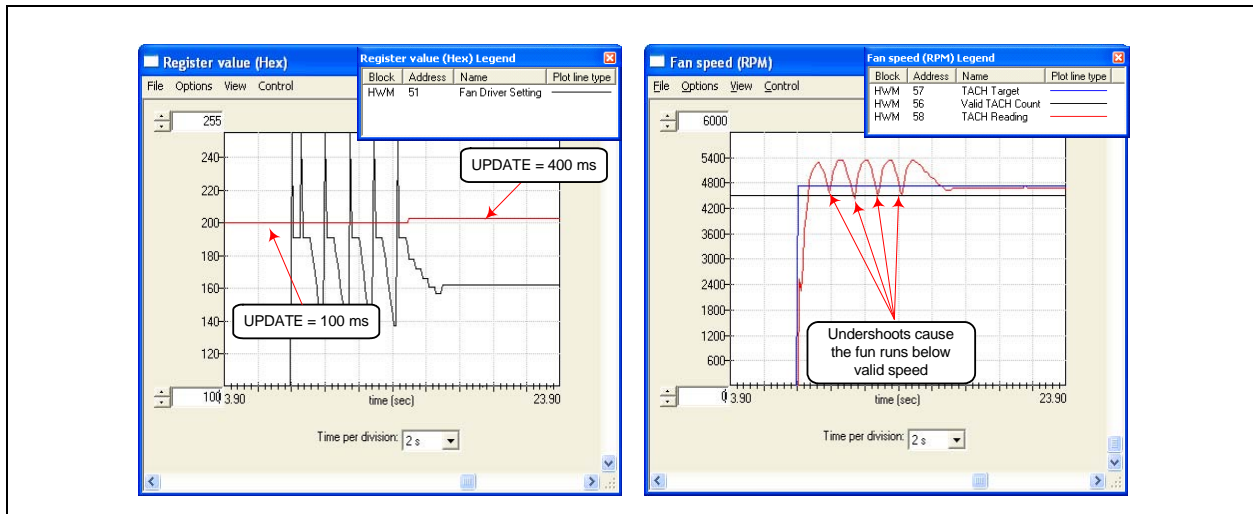 Register value (Hex)
Register value (Hex) Legend
Block Address Name Plot line type
HWM 51 Fan Driver Setting
File Options View Control
255
240
220
200
180
160
140
120
100
3.90
time (sec)
23.90
UPDATE = 400 ms
UPDATE = 100 ms
Time per division: 2 s
Fan speed (RPM)
Fan speed (RPM) Legend
Block Address Name Plot line type
HWM 57 TACH Target
HWM 56 Valid TACH Count
HWM 58 TACH Reading
File Options View Control
6000
5400
4800
4200
3600
3000
2400
1800
1200
600
0
3.90
time (sec)
23.90
Undershoots cause
the fun runs below
valid speed
Time per division: 2 s